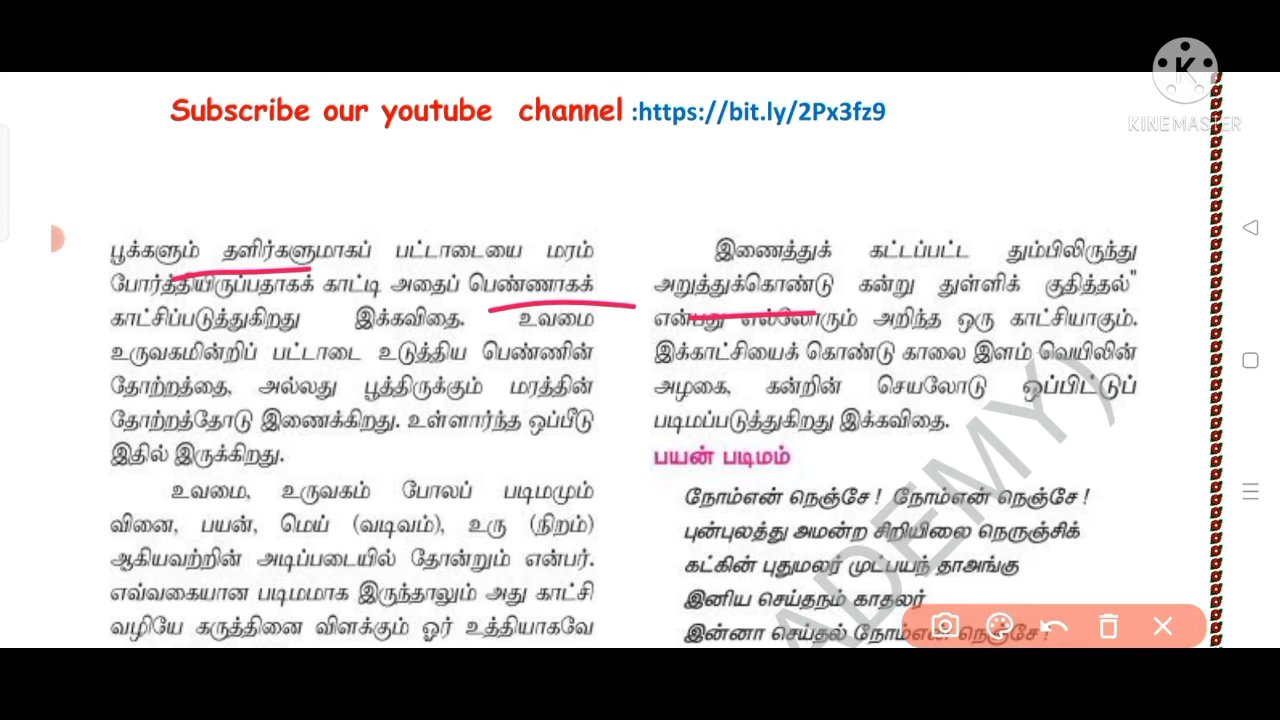 Subscribe our youtube channel :https://bit.ly/2Px3fz9
KINEMASTER
பூக்களும் தளிர்களுமாகப் பட்டாடையை மரம்
போர்த்தியிருப்பதாகக் காட்டி அதைப் பெண்ணாகக்
காட்சிப்படுத்துகிறது இக்கவிதை. உவமை
உருவகமின்றிப் பட்டாடை உடுத்திய பெண்ணின்
தோற்றத்தை, அல்லது பூத்திருக்கும் மரத்தின்
தோற்றத்தோடு இணைக்கிறது. உள்ளார்ந்த ஒப்பீடு
இதில் இருக்கிறது.
உவமை, உருவகம் போலப் படிமமும்
வினை, பயன், மெய் (வடிவம்), உரு (நிறம்)
ஆகியவற்றின் அடிப்படையில் தோன்றும் என்பர்.
எவ்வகையான படிமமாக இருந்தாலும் அது காட்சி
வழியே கருத்தினை விளக்கும் ஓர் உத்தியாகவே
இணைத்துக் கட்டப்பட்ட தும்பிலிருந்து
அறுத்துக்கொண்டு கன்று துள்ளிக் குதித்தல்"
என்பது எல்லோரும் அறிந்த ஒரு காட்சியாகும்.
இக்காட்சியைக் கொண்டு காலை இளம் வெயிலின்
அழகை, கன்றின் செயலோடு ஒப்பிட்டுப்
படிமப்படுத்துகிறது இக்கவிதை.
பயன் படிமம்
நோம்என் நெஞ்சே ! நோம்என் நெஞ்சே !
புன்புலத்து அமன்ற சிறியிலை நெருஞ்சிக்
கட்கின் புதுமலர் முட்பயந் தாஅங்கு
இனிய செய்தநம் காதலர்
இன்னா செய்தல் நோம்என் நெஞ்சே !
ADEMY )